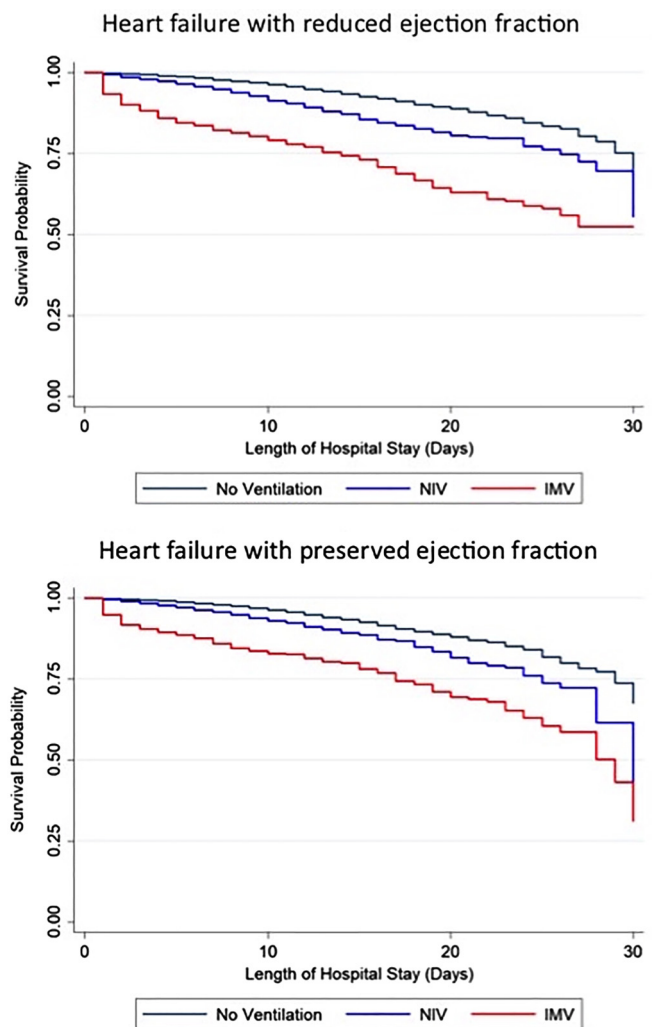 Heart failure with reduced ejection fraction
Survival Probability
1.00
0.75
0.50
0.25
0.00
0 10 20 30
Length of Hospital Stay (Days)
No Ventilation NIV IMV
Heart failure with preserved ejection fraction
Survival Probability
1.00
0.75
0.50
0.25
0.00
0 10 20 30
Length of Hospital Stay (Days)
No Ventilation NIV IMV